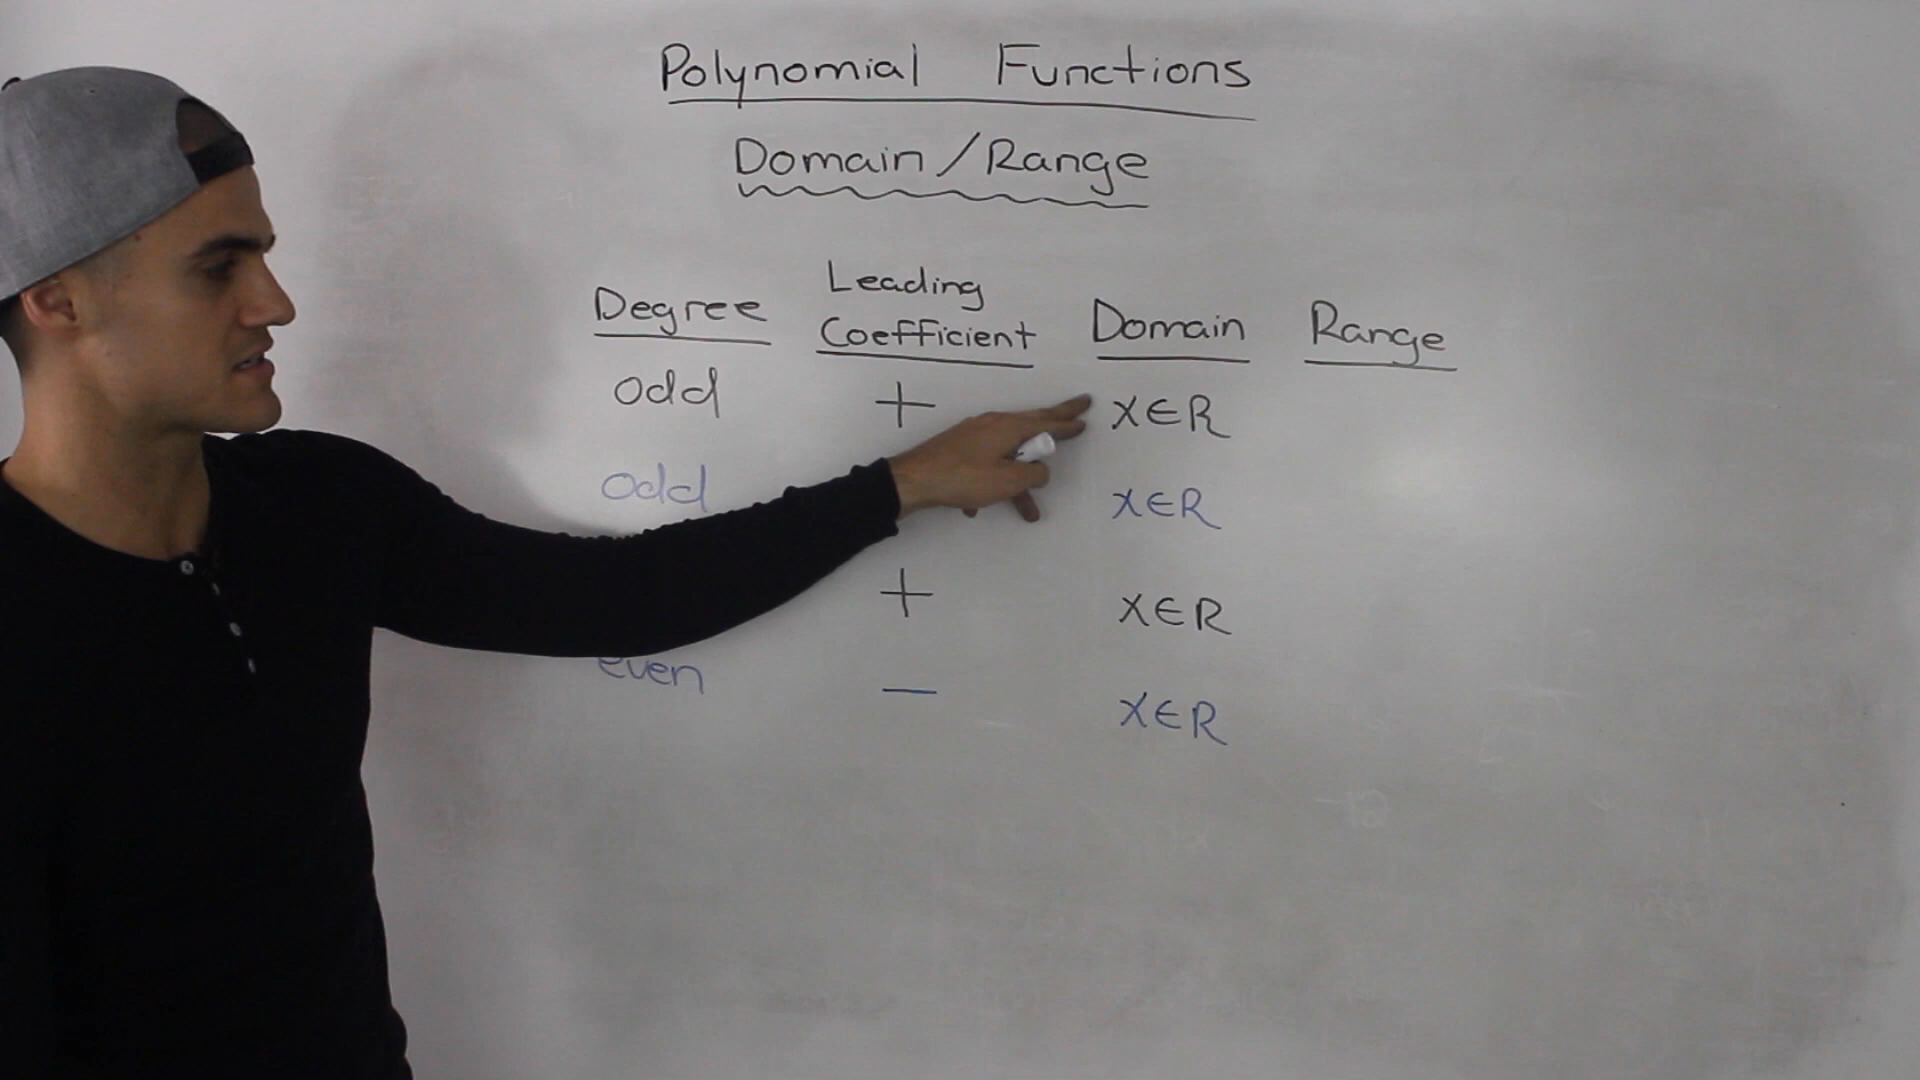 Polynomial Functions
Domain/Range
Degree Leading Coefficient Domain Range
odd + x∈R
odd x∈R
+ x∈R
even − x∈R